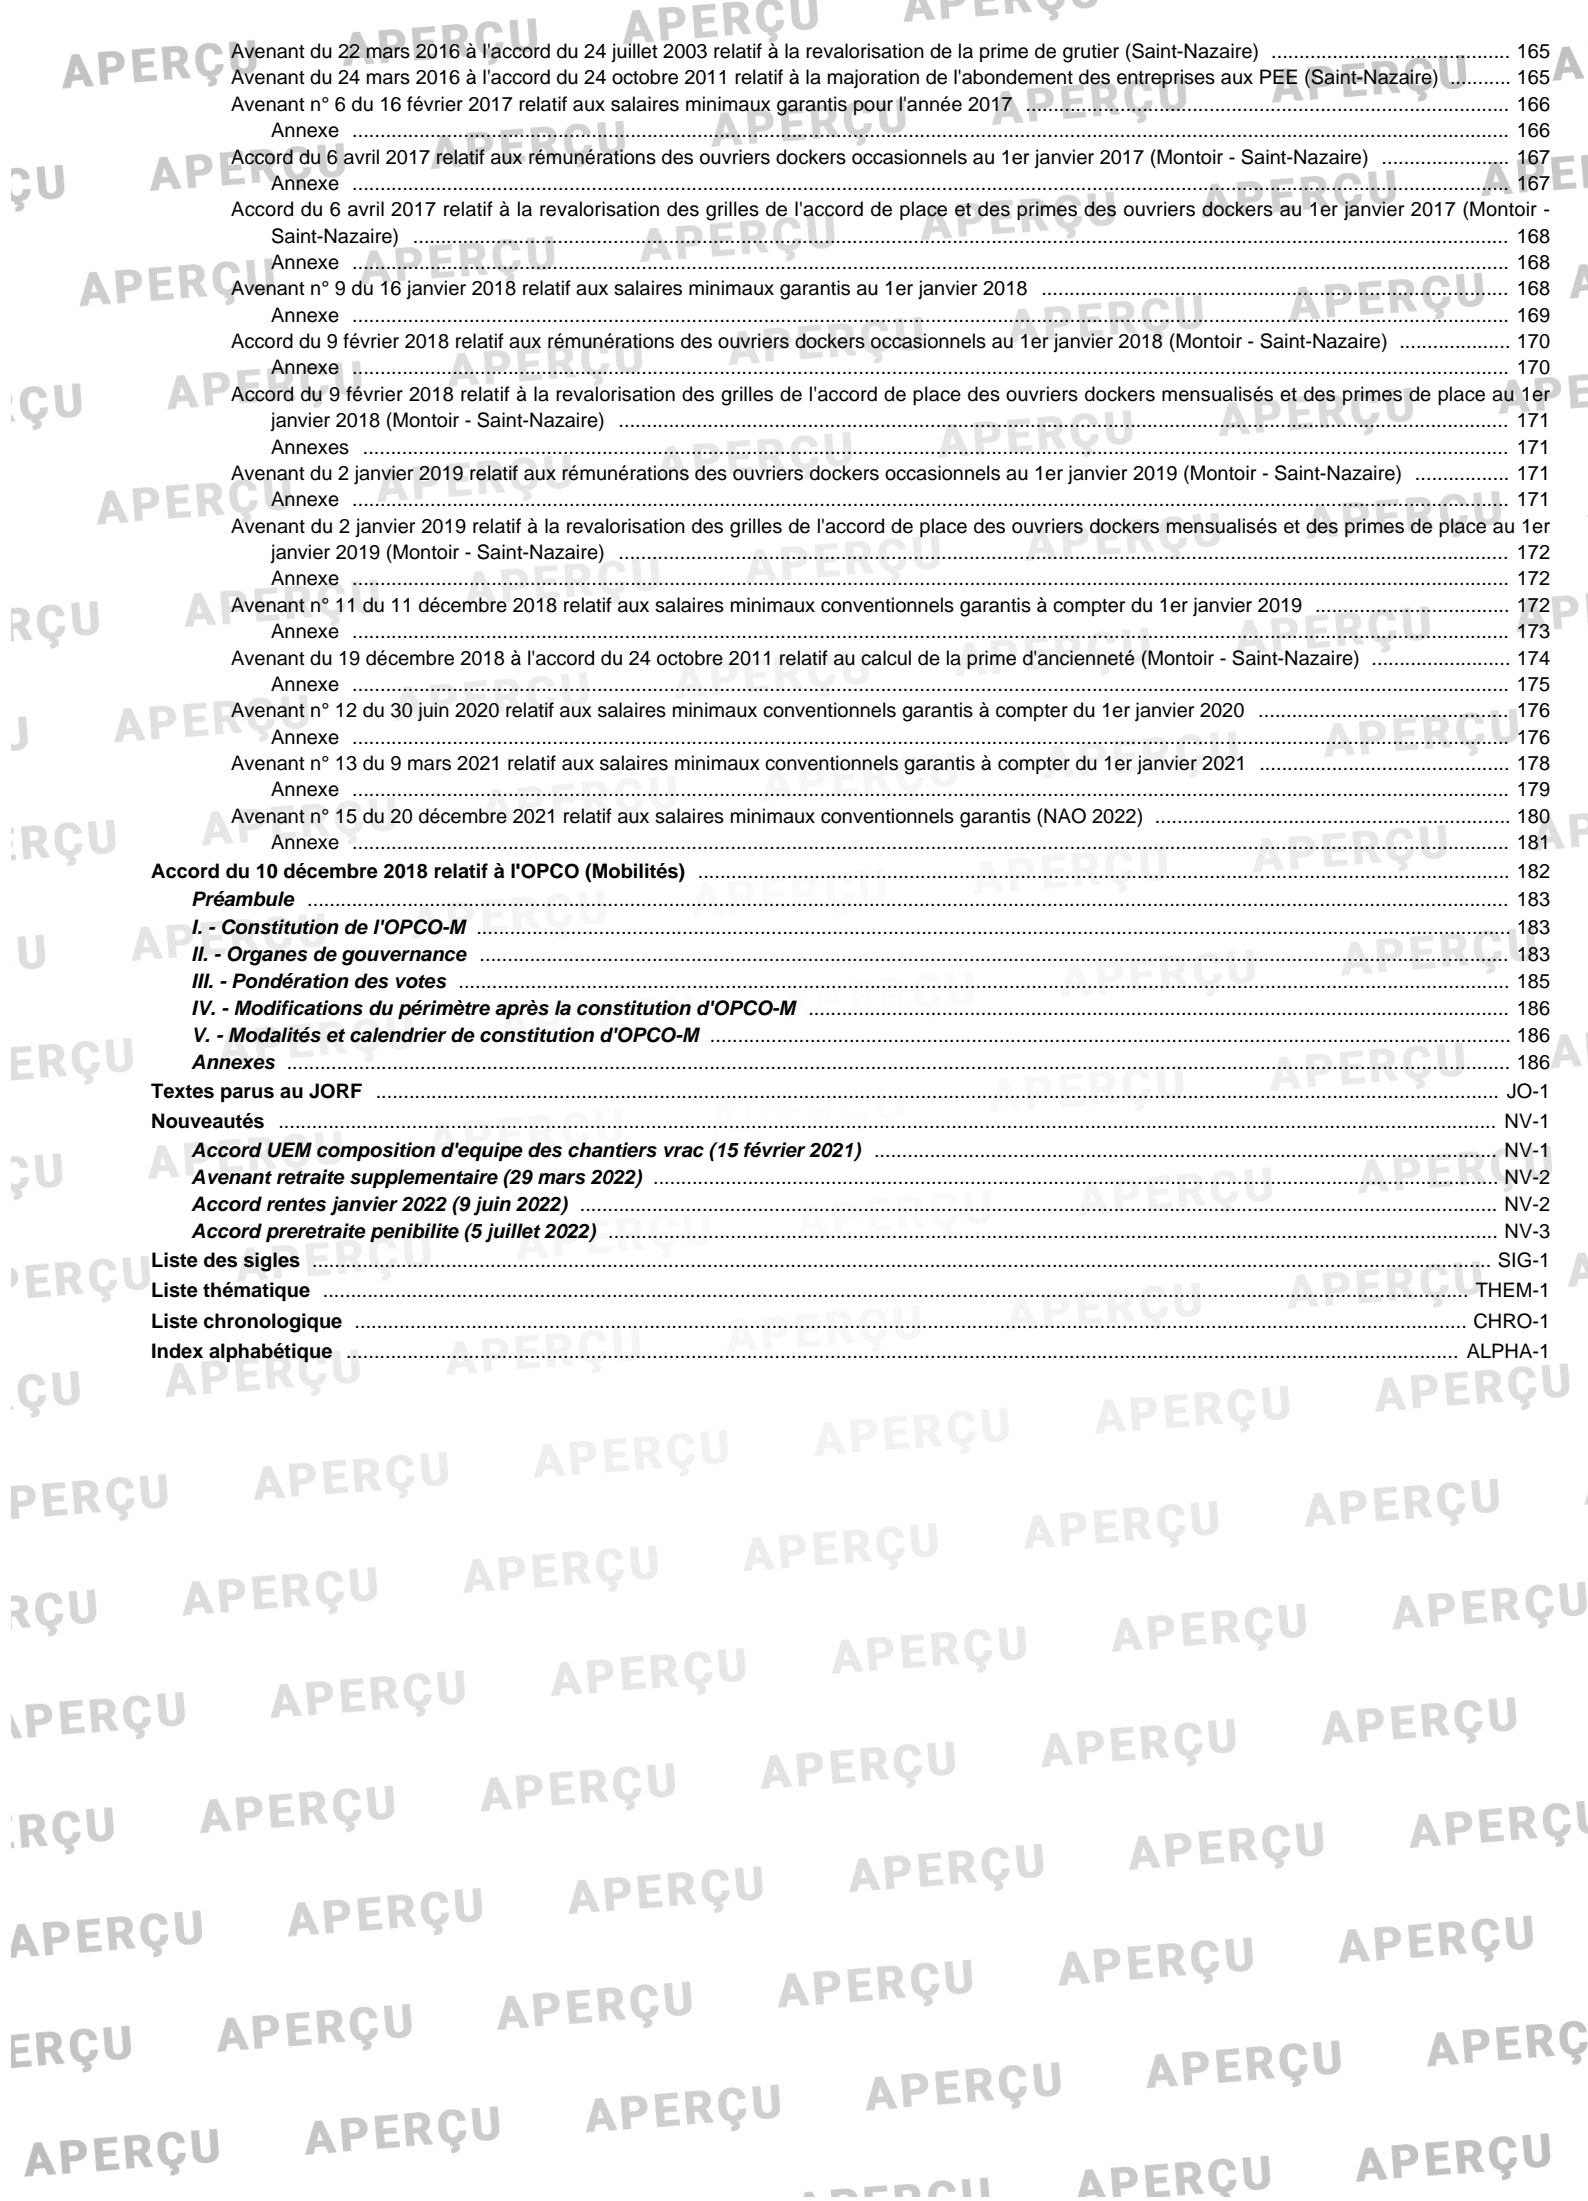 Avenant du 22 mars 2016 à l'accord du 24 juillet 2003 relatif à la revalorisation de la prime de grutier (Saint-Nazaire) ........ 165
Avenant du 24 mars 2016 à l'accord du 24 octobre 2011 relatif à la majoration de l'abondement des entreprises aux PEE (Saint-Nazaire) ........ 165
Avenant n° 6 du 16 février 2017 relatif aux salaires minimaux garantis pour l'année 2017 ........ 166
Annexe ........ 166
Accord du 6 avril 2017 relatif aux rémunérations des ouvriers dockers occasionnels au 1er janvier 2017 (Montoir - Saint-Nazaire) ........ 167
Annexe ........ 167
Accord du 6 avril 2017 relatif à la revalorisation des grilles de l'accord de place et des primes des ouvriers dockers au 1er janvier 2017 (Montoir -
Saint-Nazaire) ........ 168
Annexe ........ 168
Avenant n° 9 du 16 janvier 2018 relatif aux salaires minimaux garantis au 1er janvier 2018 ........ 168
Annexe ........ 169
Accord du 9 février 2018 relatif aux rémunérations des ouvriers dockers occasionnels au 1er janvier 2018 (Montoir - Saint-Nazaire) ........ 170
Annexe ........ 170
Accord du 9 février 2018 relatif à la revalorisation des grilles de l'accord de place des ouvriers dockers mensualisés et des primes de place au 1er
janvier 2018 (Montoir - Saint-Nazaire) ........ 171
Annexes ........ 171
Avenant du 2 janvier 2019 relatif aux rémunérations des ouvriers dockers occasionnels au 1er janvier 2019 (Montoir - Saint-Nazaire) ........ 171
Annexe ........ 171
Avenant du 2 janvier 2019 relatif à la revalorisation des grilles de l'accord de place des ouvriers dockers mensualisés et des primes de place au 1er
janvier 2019 (Montoir - Saint-Nazaire) ........ 172
Annexe ........ 172
Avenant n° 11 du 11 décembre 2018 relatif aux salaires minimaux conventionnels garantis à compter du 1er janvier 2019 ........ 172
Annexe ........ 173
Avenant du 19 décembre 2018 à l'accord du 24 octobre 2011 relatif au calcul de la prime d'ancienneté (Montoir - Saint-Nazaire) ........ 174
Annexe ........ 175
Avenant n° 12 du 30 juin 2020 relatif aux salaires minimaux conventionnels garantis à compter du 1er janvier 2020 ........ 176
Annexe ........ 176
Avenant n° 13 du 9 mars 2021 relatif aux salaires minimaux conventionnels garantis à compter du 1er janvier 2021 ........ 178
Annexe ........ 179
Avenant n° 15 du 20 décembre 2021 relatif aux salaires minimaux conventionnels garantis (NAO 2022) ........ 180
Annexe ........ 181
Accord du 10 décembre 2018 relatif à l'OPCO (Mobilités) ........ 182
Préambule ........ 183
I. - Constitution de l'OPCO-M ........ 183
II. - Organes de gouvernance ........ 183
III. - Pondération des votes ........ 185
IV. - Modifications du périmètre après la constitution d'OPCO-M ........ 186
V. - Modalités et calendrier de constitution d'OPCO-M ........ 186
Annexes ........ 186
Textes parus au JORF ........ JO-1
Nouveautés ........ NV-1
Accord UEM composition d'equipe des chantiers vrac (15 février 2021) ........ NV-1
Avenant retraite supplementaire (29 mars 2022) ........ NV-2
Accord rentes janvier 2022 (9 juin 2022) ........ NV-2
Accord preretraite penibilite (5 juillet 2022) ........ NV-3
Liste des sigles ........ SIG-1
Liste thématique ........ THEM-1
Liste chronologique ........ CHRO-1
Index alphabétique ........ ALPHA-1
APERÇU